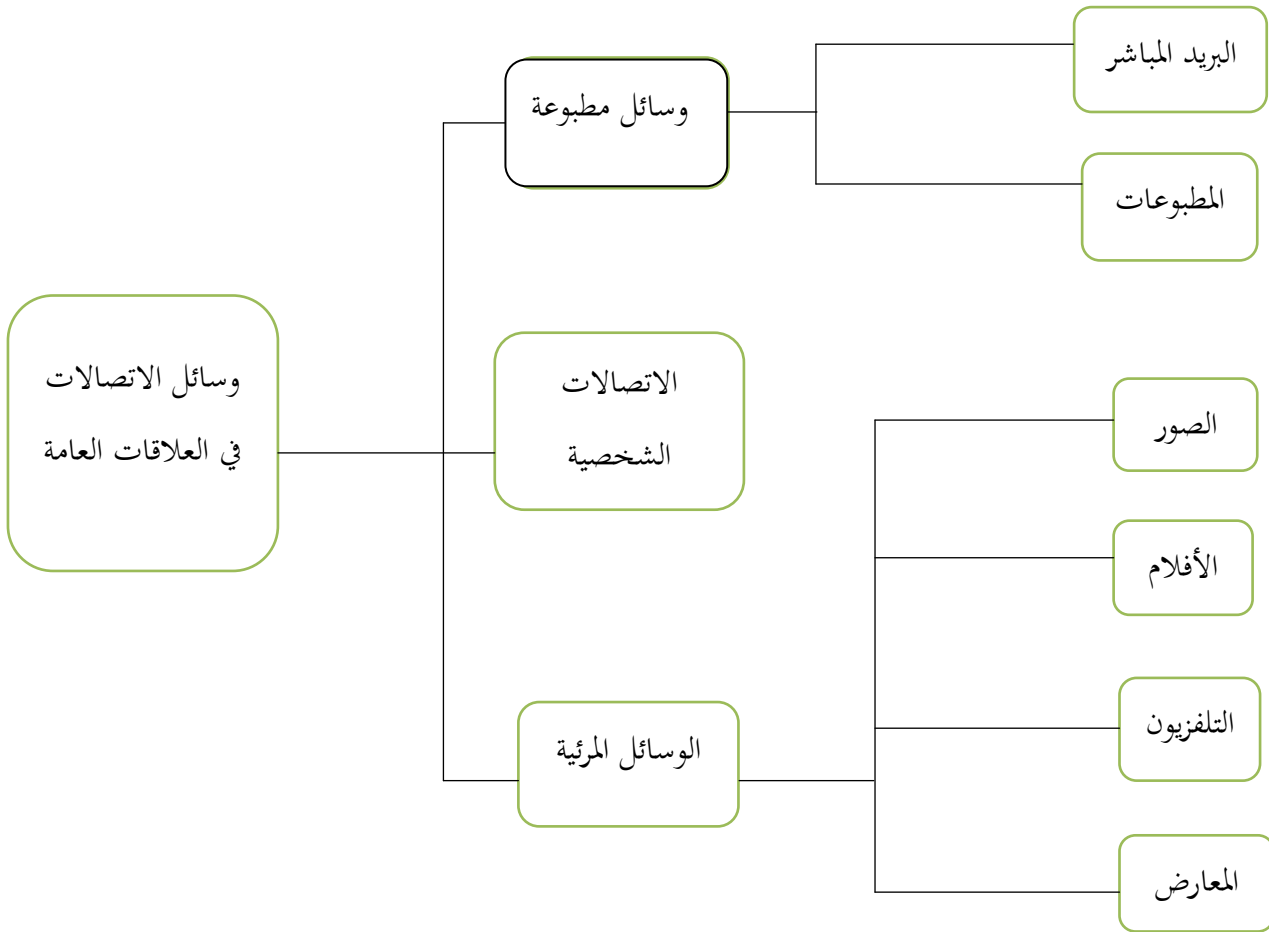 وسائل الاتصالات
في العلاقات العامة
وسائل مطبوعة
البريد المباشر
المطبوعات
الاتصالات
الشخصية
الوسائل المرئية
الصور
الأفلام
التلفزيون
المعارض